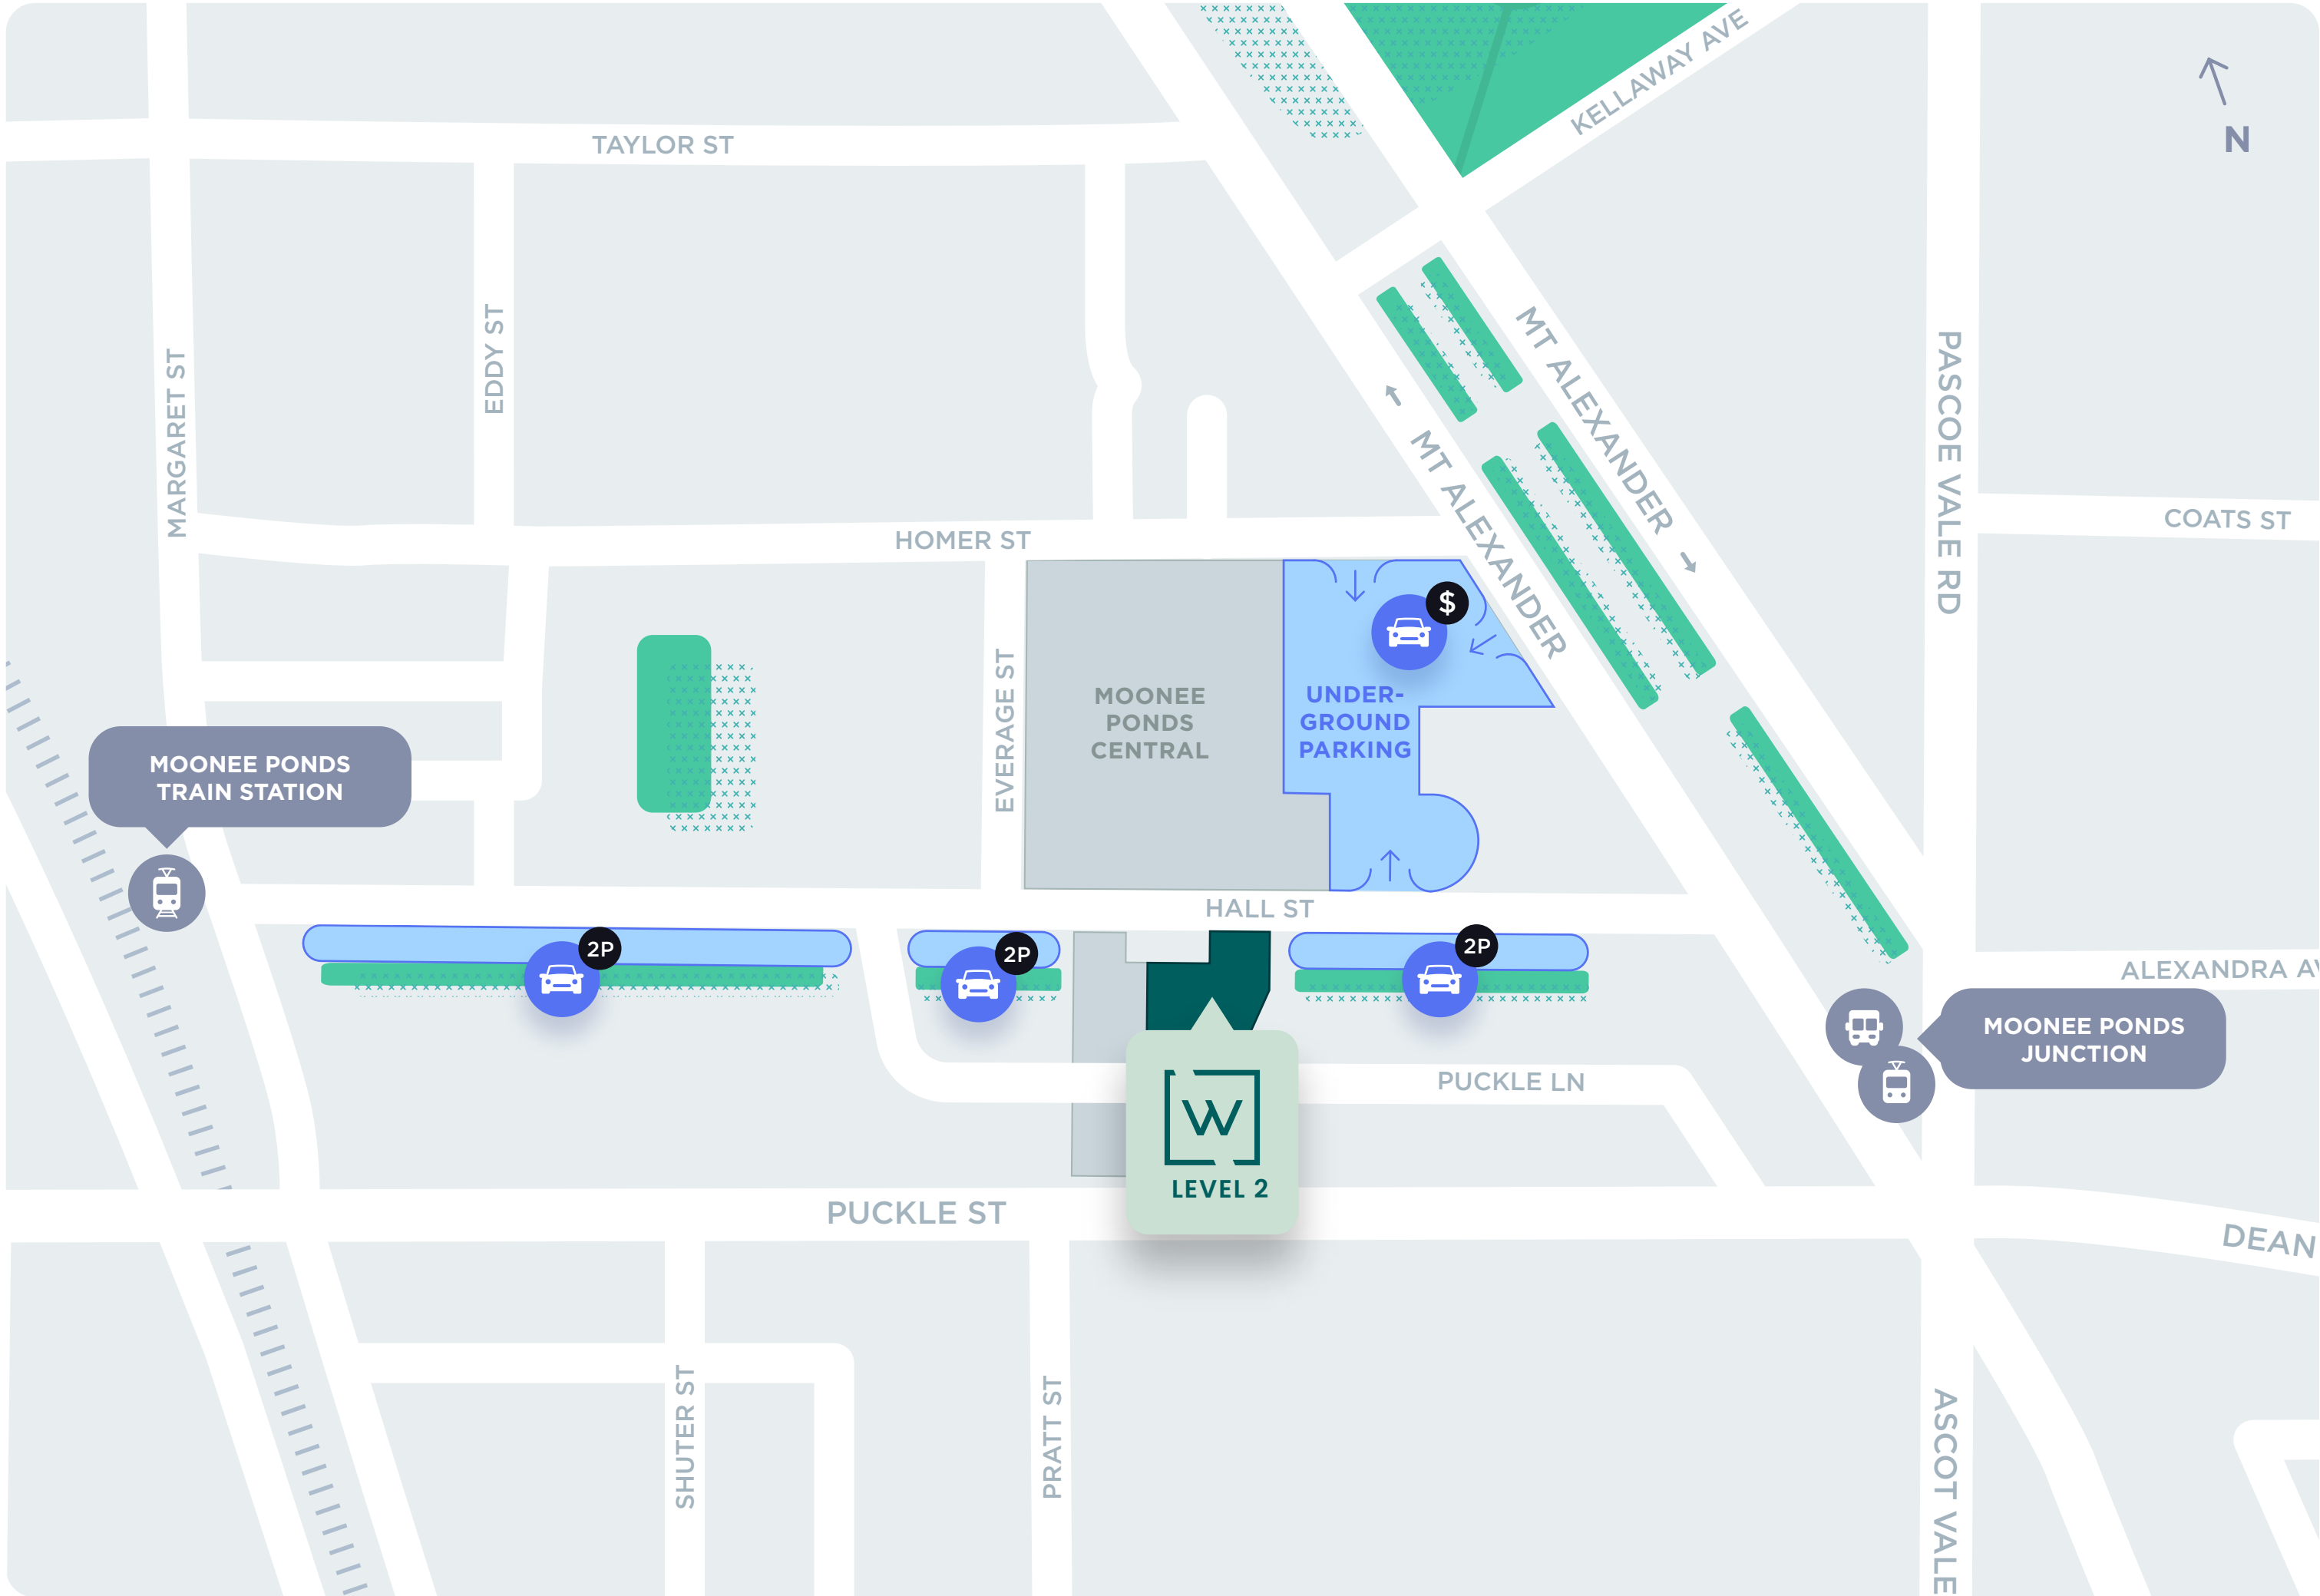 KELLAWAY AVE
TAYLOR ST
N
MARGARET ST
EDDY ST
MT ALEXANDER
MT ALEXANDER
PASCOE VALE RD
COATS ST
HOMER ST
$
EVERAGE ST
MOONEE
PONDS
CENTRAL
UNDER-
GROUND
PARKING
MOONEE PONDS
TRAIN STATION
HALL ST
2P
2P
2P
ALEXANDRA AV
MOONEE PONDS
JUNCTION
PUCKLE LN
W
LEVEL 2
PUCKLE ST
DEAN
SHUTER ST
PRATT ST
ASCOT VALE